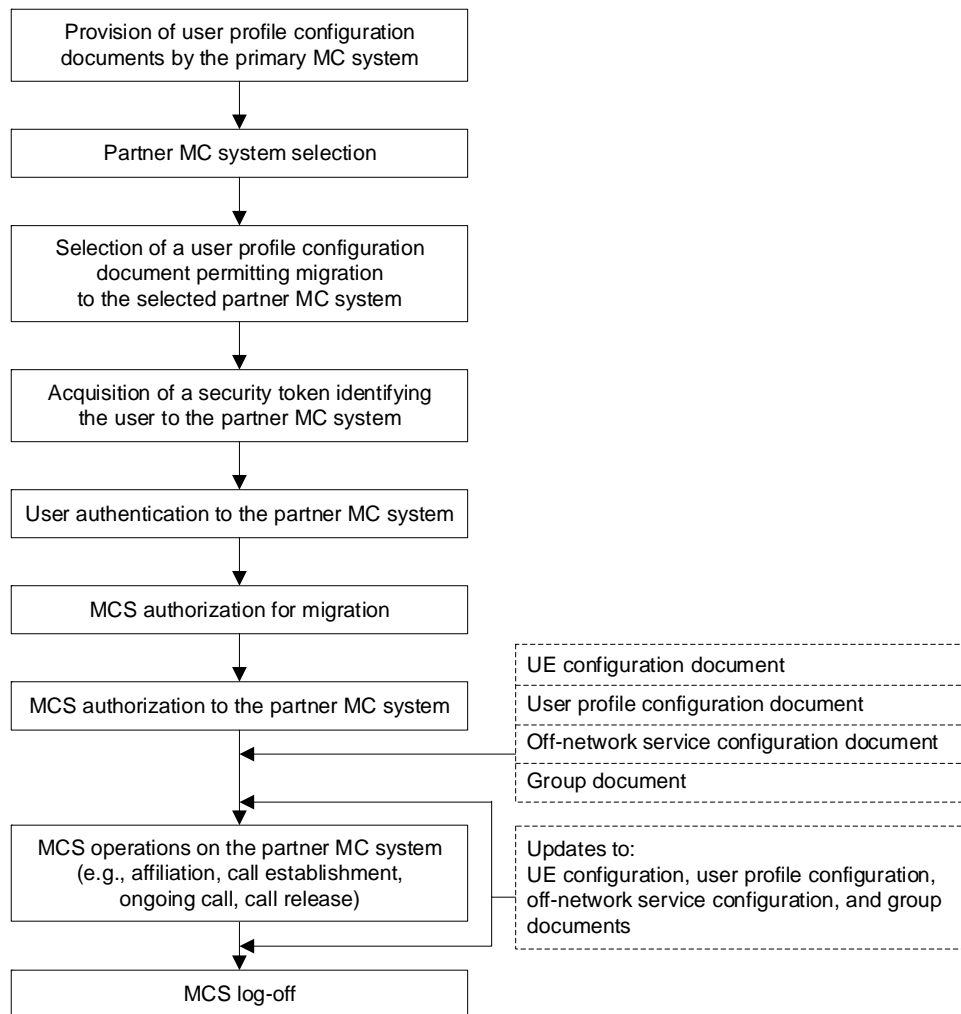 Provision of user profile configuration
documents by the primary MC system
Partner MC system selection
Selection of a user profile configuration
document permitting migration
to the selected partner MC system
Acquisition of a security token identifying
the user to the partner MC system
User authentication to the partner MC system
MCS authorization for migration
MCS authorization to the partner MC system
UE configuration document
User profile configuration document
Off-network service configuration document
Group document
MCS operations on the partner MC system
(e.g., affiliation, call establishment,
ongoing call, call release)
Updates to:
UE configuration, user profile configuration,
off-network service configuration, and group
documents
MCS log-off